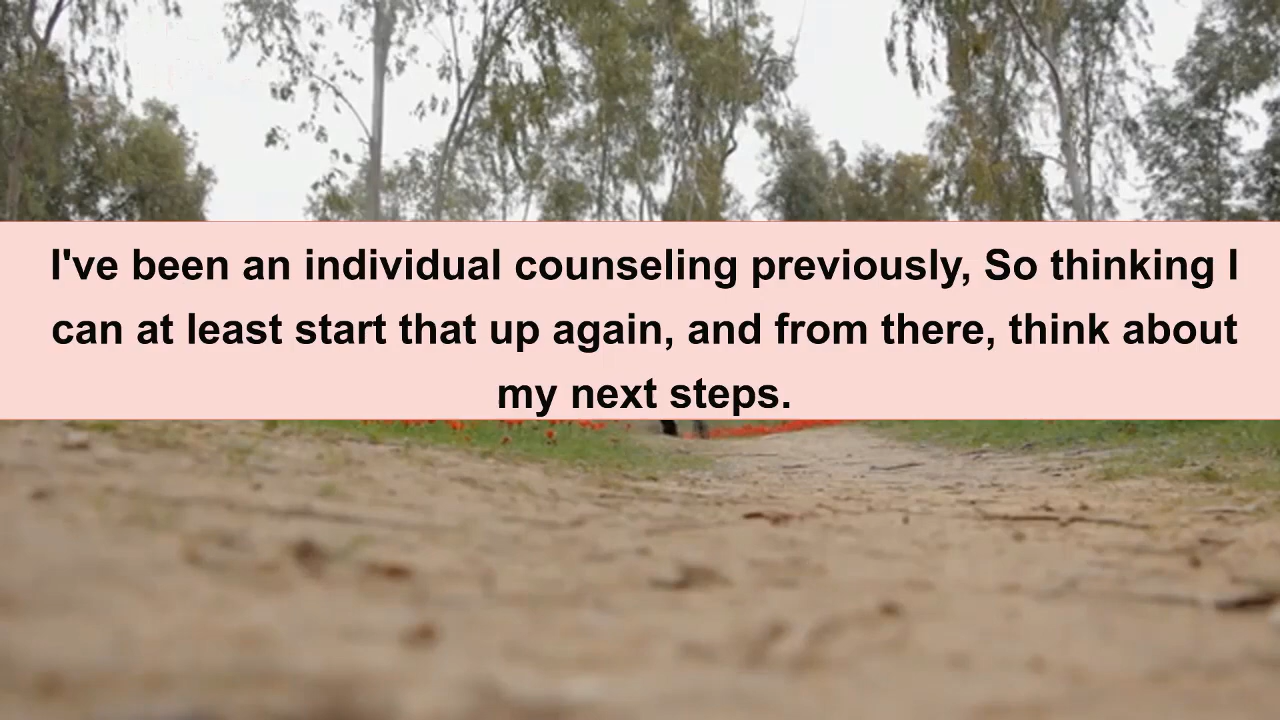 I've been an individual counseling previously, So thinking I
can at least start that up again, and from there, think about
my next steps.